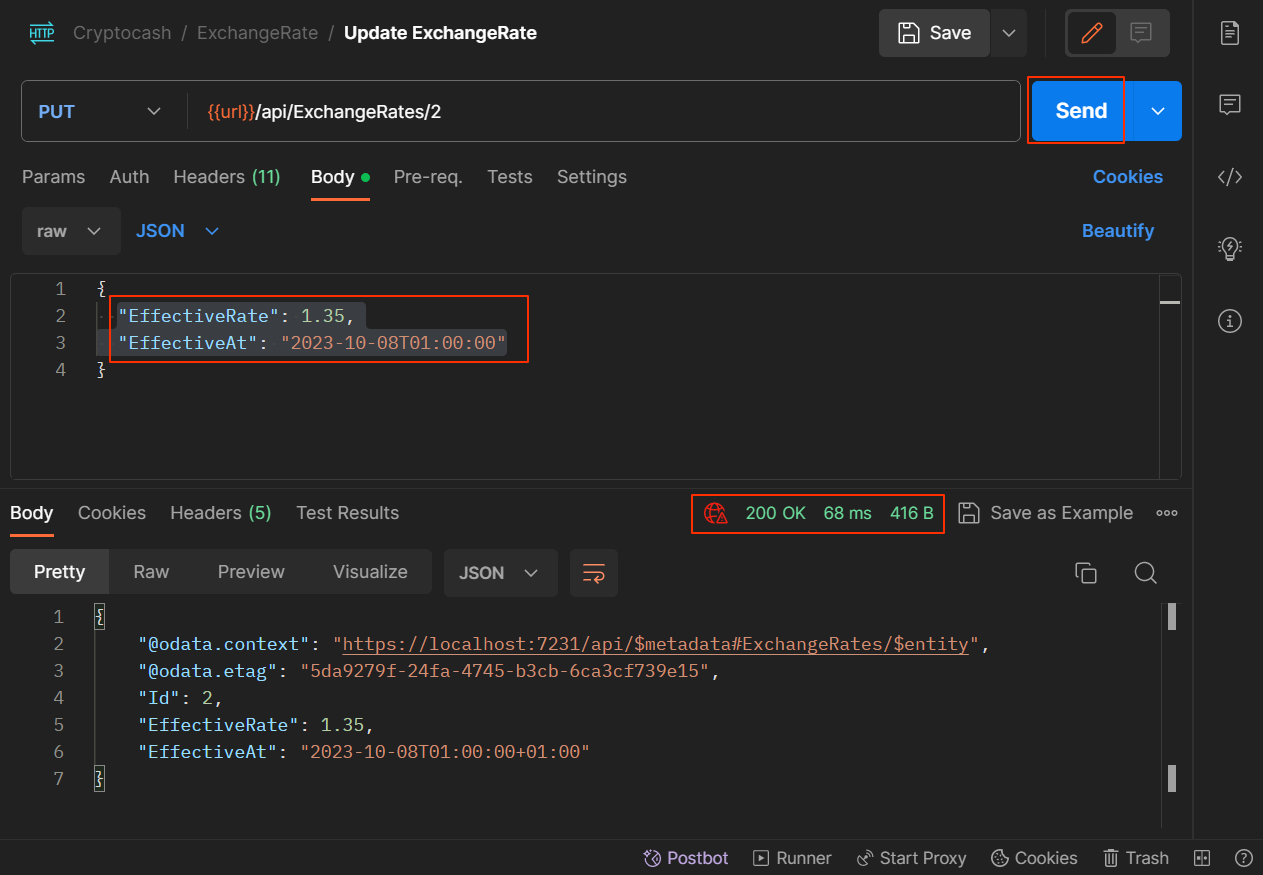 HTTP Cryptocash / ExchangeRate / Update ExchangeRate Save
PUT {{url}}/api/ExchangeRates/2 Send
Params Auth Headers (11) Body Pre-req. Tests Settings Cookies
raw JSON Beautify
1 {
2 "EffectiveRate": 1.35,
3 "EffectiveAt": "2023-10-08T01:00:00"
4 }
Body Cookies Headers (5) Test Results 200 OK 68 ms 416 B Save as Example
Pretty Raw Preview Visualize JSON
1 {
2 "@odata.context": "https://localhost:7231/api/$metadata#ExchangeRates/$entity",
3 "@odata.etag": "5da9279f-24fa-4745-b3cb-6ca3cf739e15",
4 "Id": 2,
5 "EffectiveRate": 1.35,
6 "EffectiveAt": "2023-10-08T01:00:00+01:00"
7 }
Postbot Runner Start Proxy Cookies Trash